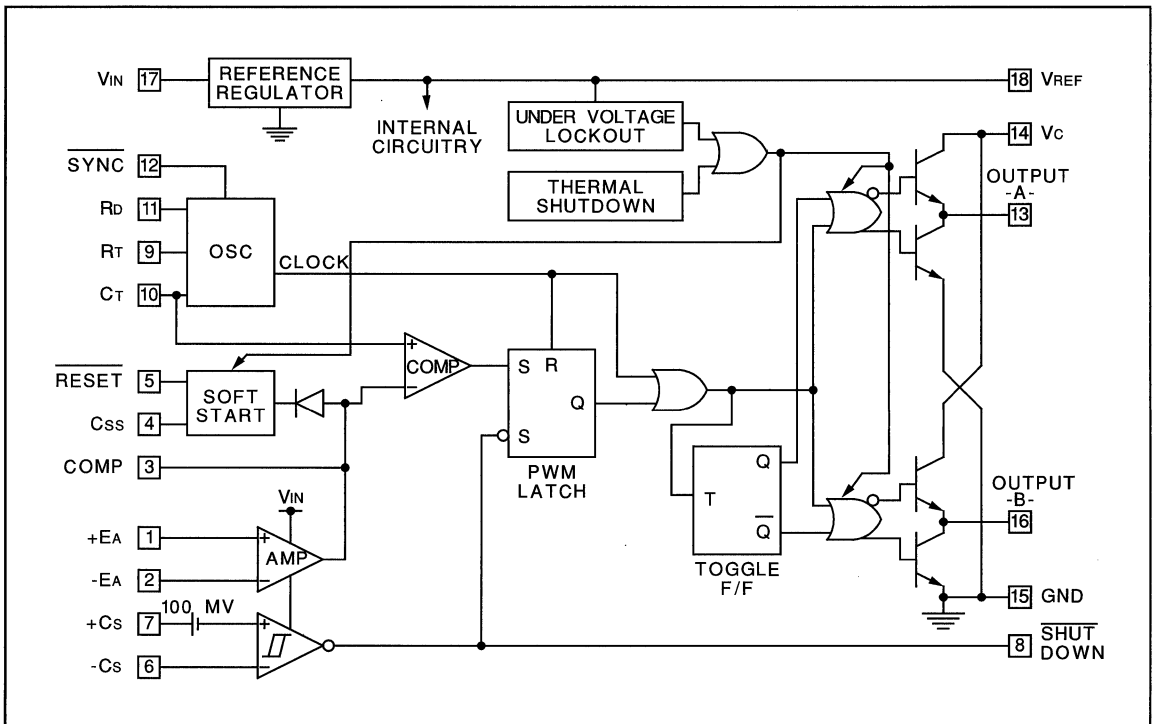 VIN 17
REFERENCE
REGULATOR
18 VREF
INTERNAL
CIRCUITRY
UNDER VOLTAGE
LOCKOUT
14 VC
SYNC 12
THERMAL
SHUTDOWN
OUTPUT
-A-
13
RD 11
RT 9
OSC
CLOCK
CT 10
+
COMP
-
RESET 5
SOFT
START
CSS 4
S R
Q
S
PWM
LATCH
COMP 3
Q
T
Q
TOGGLE
F/F
OUTPUT
-B-
16
VIN
+EA 1
+
AMP
-EA 2
-
15 GND
+CS 7
100 MV
+
-CS 6
-
8 SHUT
DOWN